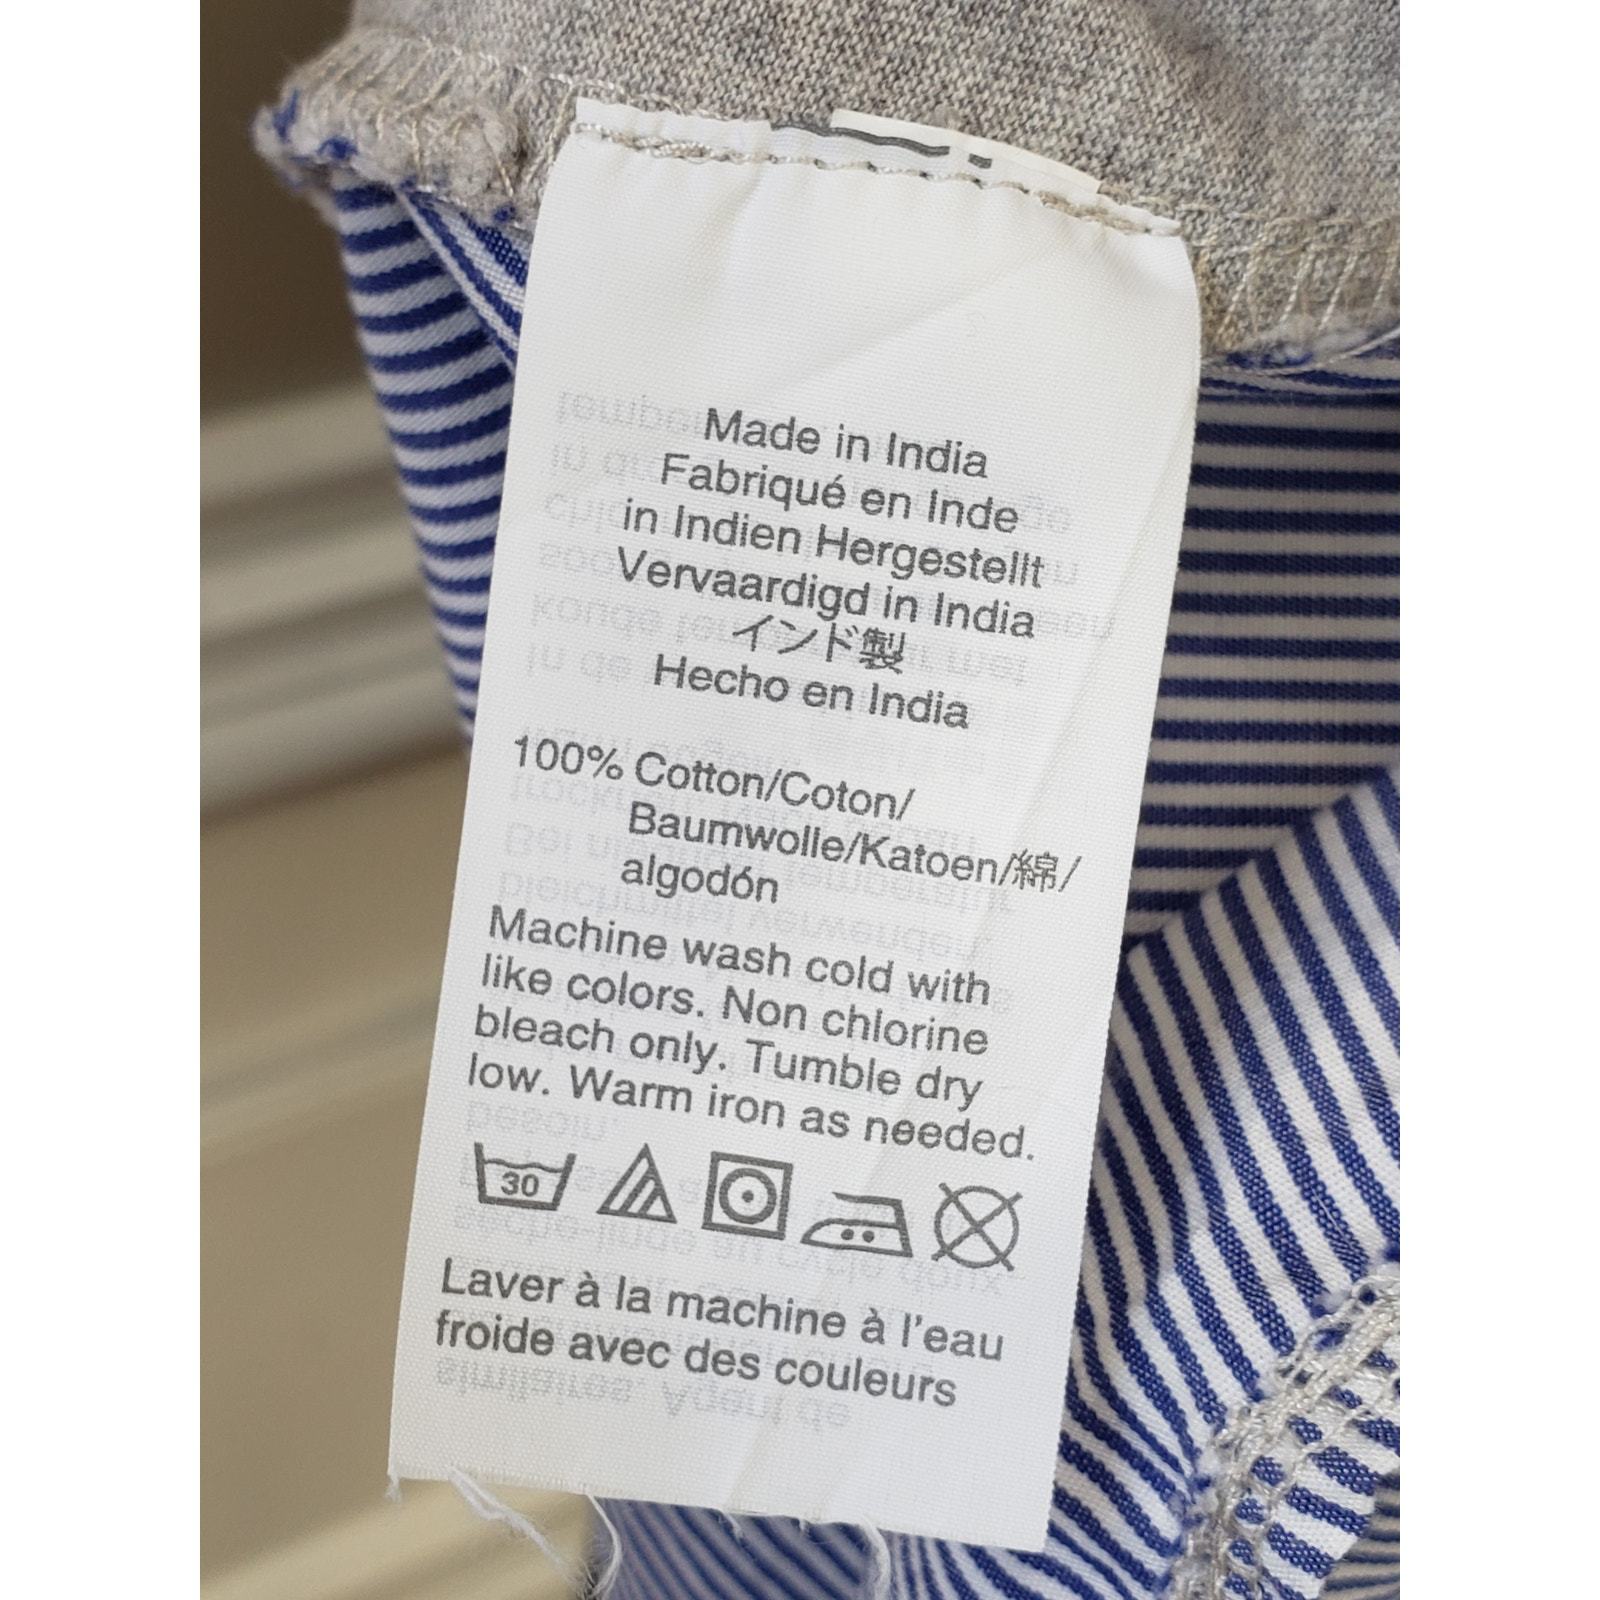 Made in India
Fabriqué en Inde
in Indien Hergestellt
Vervaardigd in India
インド製
Hecho en India
100% Cotton/Coton/
Baumwolle/Katoen/綿/
algodón
Machine wash cold with
like colors. Non chlorine
bleach only. Tumble dry
low. Warm iron as needed.
30
Laver à la machine à l'eau
froide avec des couleurs